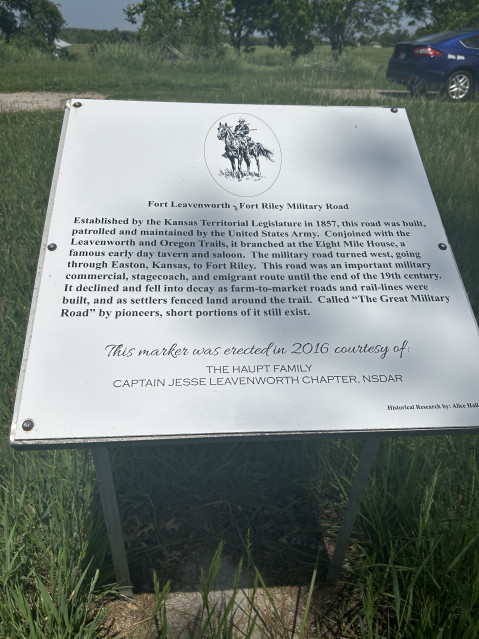 Fort Leavenworth - Fort Riley Military Road
Established by the Kansas Territorial Legislature in 1857, this road was built,
patrolled and maintained by the United States Army. Conjoined with the
Leavenworth and Oregon Trails, it branched at the Eight Mile House, a
famous early day tavern and saloon. The military road turned west, going
through Easton, Kansas, to Fort Riley. This road was an important military
commercial, stagecoach, and emigrant route until the end of the 19th century.
It declined and fell into decay as farm-to-market roads and rail-lines were
built, and as settlers fenced land around the trail. Called "The Great Military
Road" by pioneers, short portions of it still exist.
This marker was erected in 2016 courtesy of:
THE HAUPT FAMILY
CAPTAIN JESSE LEAVENWORTH CHAPTER, NSDAR
Historical Research by: Alice Hall